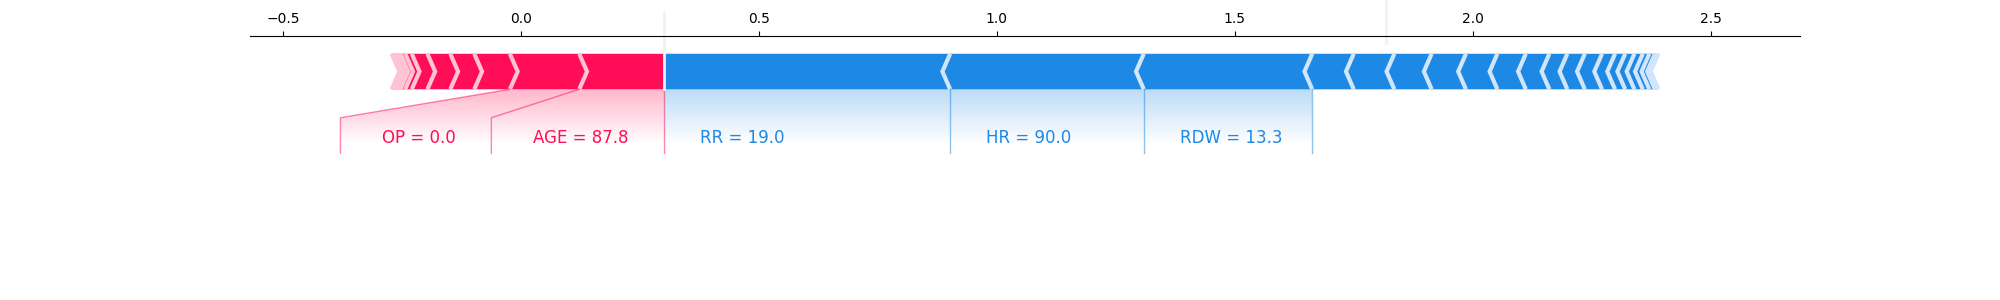 −0.5 0.0 0.5 1.0 1.5 2.0 2.5
OP = 0.0 AGE = 87.8 RR = 19.0 HR = 90.0 RDW = 13.3